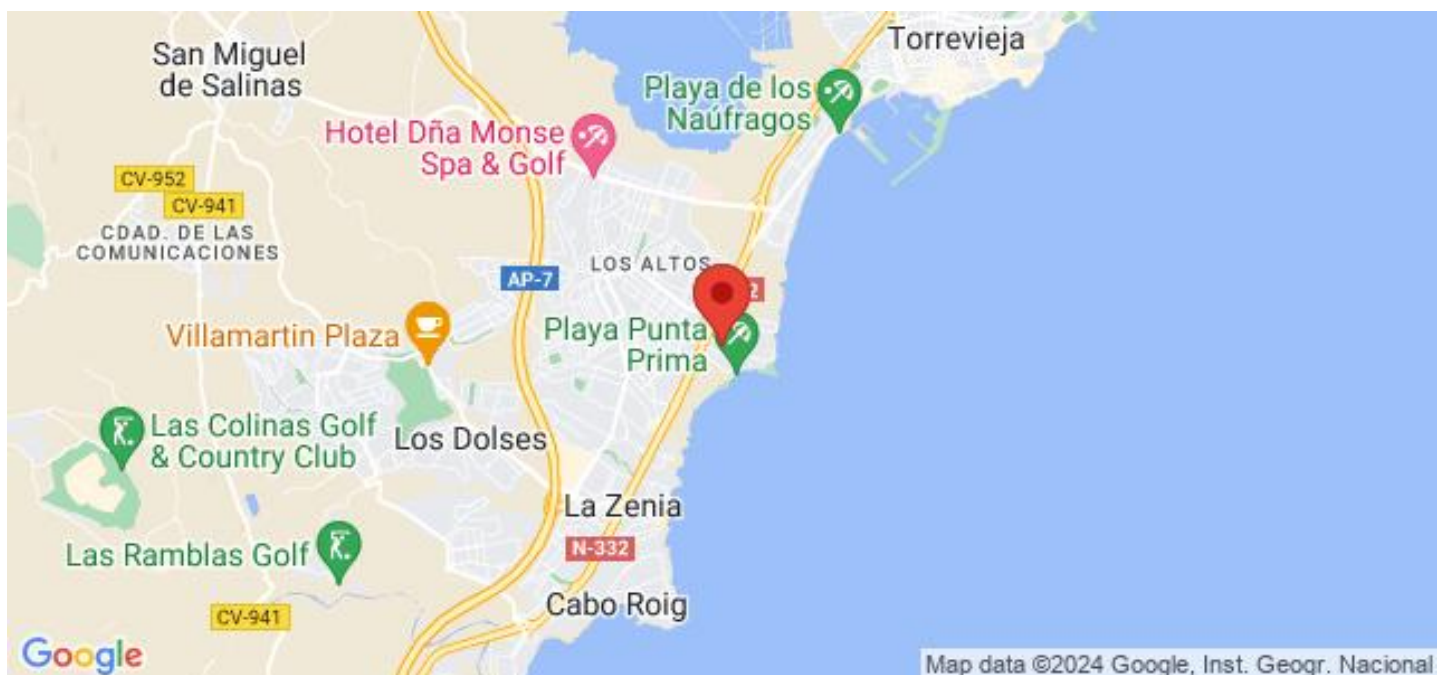 San Miguel
de Salinas
Torrevieja
Playa de los
Naúfragos
Hotel Dña Monse
Spa & Golf
CV-952
CV-941
CDAD. DE LAS
COMUNICACIONES
LOS ALTOS
AP-7
2
Villamartin Plaza
Playa Punta
Prima
Las Colinas Golf
& Country Club
Los Dolses
La Zenia
Las Ramblas Golf
N-332
Cabo Roig
CV-941
Google
Map data ©2024 Google, Inst. Geogr. Nacional